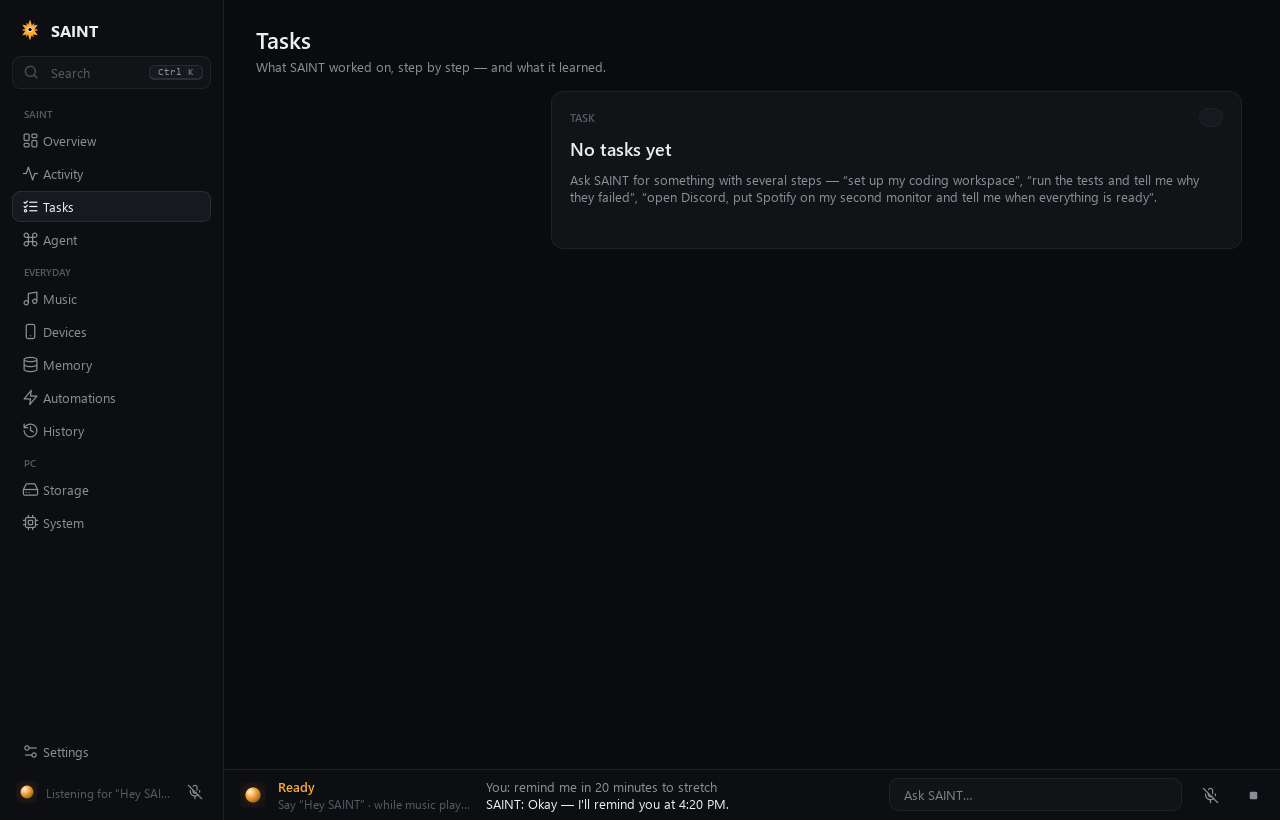 SAINT
Search
Ctrl K
SAINT
Overview
Activity
Tasks
Agent
EVERYDAY
Music
Devices
Memory
Automations
History
PC
Storage
System
Settings
Listening for “Hey SAI...
Tasks
What SAINT worked on, step by step — and what it learned.
TASK
No tasks yet
Ask SAINT for something with several steps — “set up my coding workspace”, “run the tests and tell me why
they failed”, “open Discord, put Spotify on my second monitor and tell me when everything is ready”.
Ready
Say “Hey SAINT” · while music play...
You: remind me in 20 minutes to stretch
SAINT: Okay — I'll remind you at 4:20 PM.
Ask SAINT...